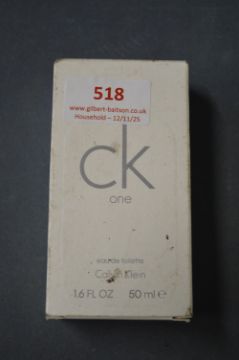 518
www.gilbert-baitson.co.uk
Household – 12/11/25
ck
one
eau de toilette
Calvin Klein
1.6 FL OZ 50 ml e